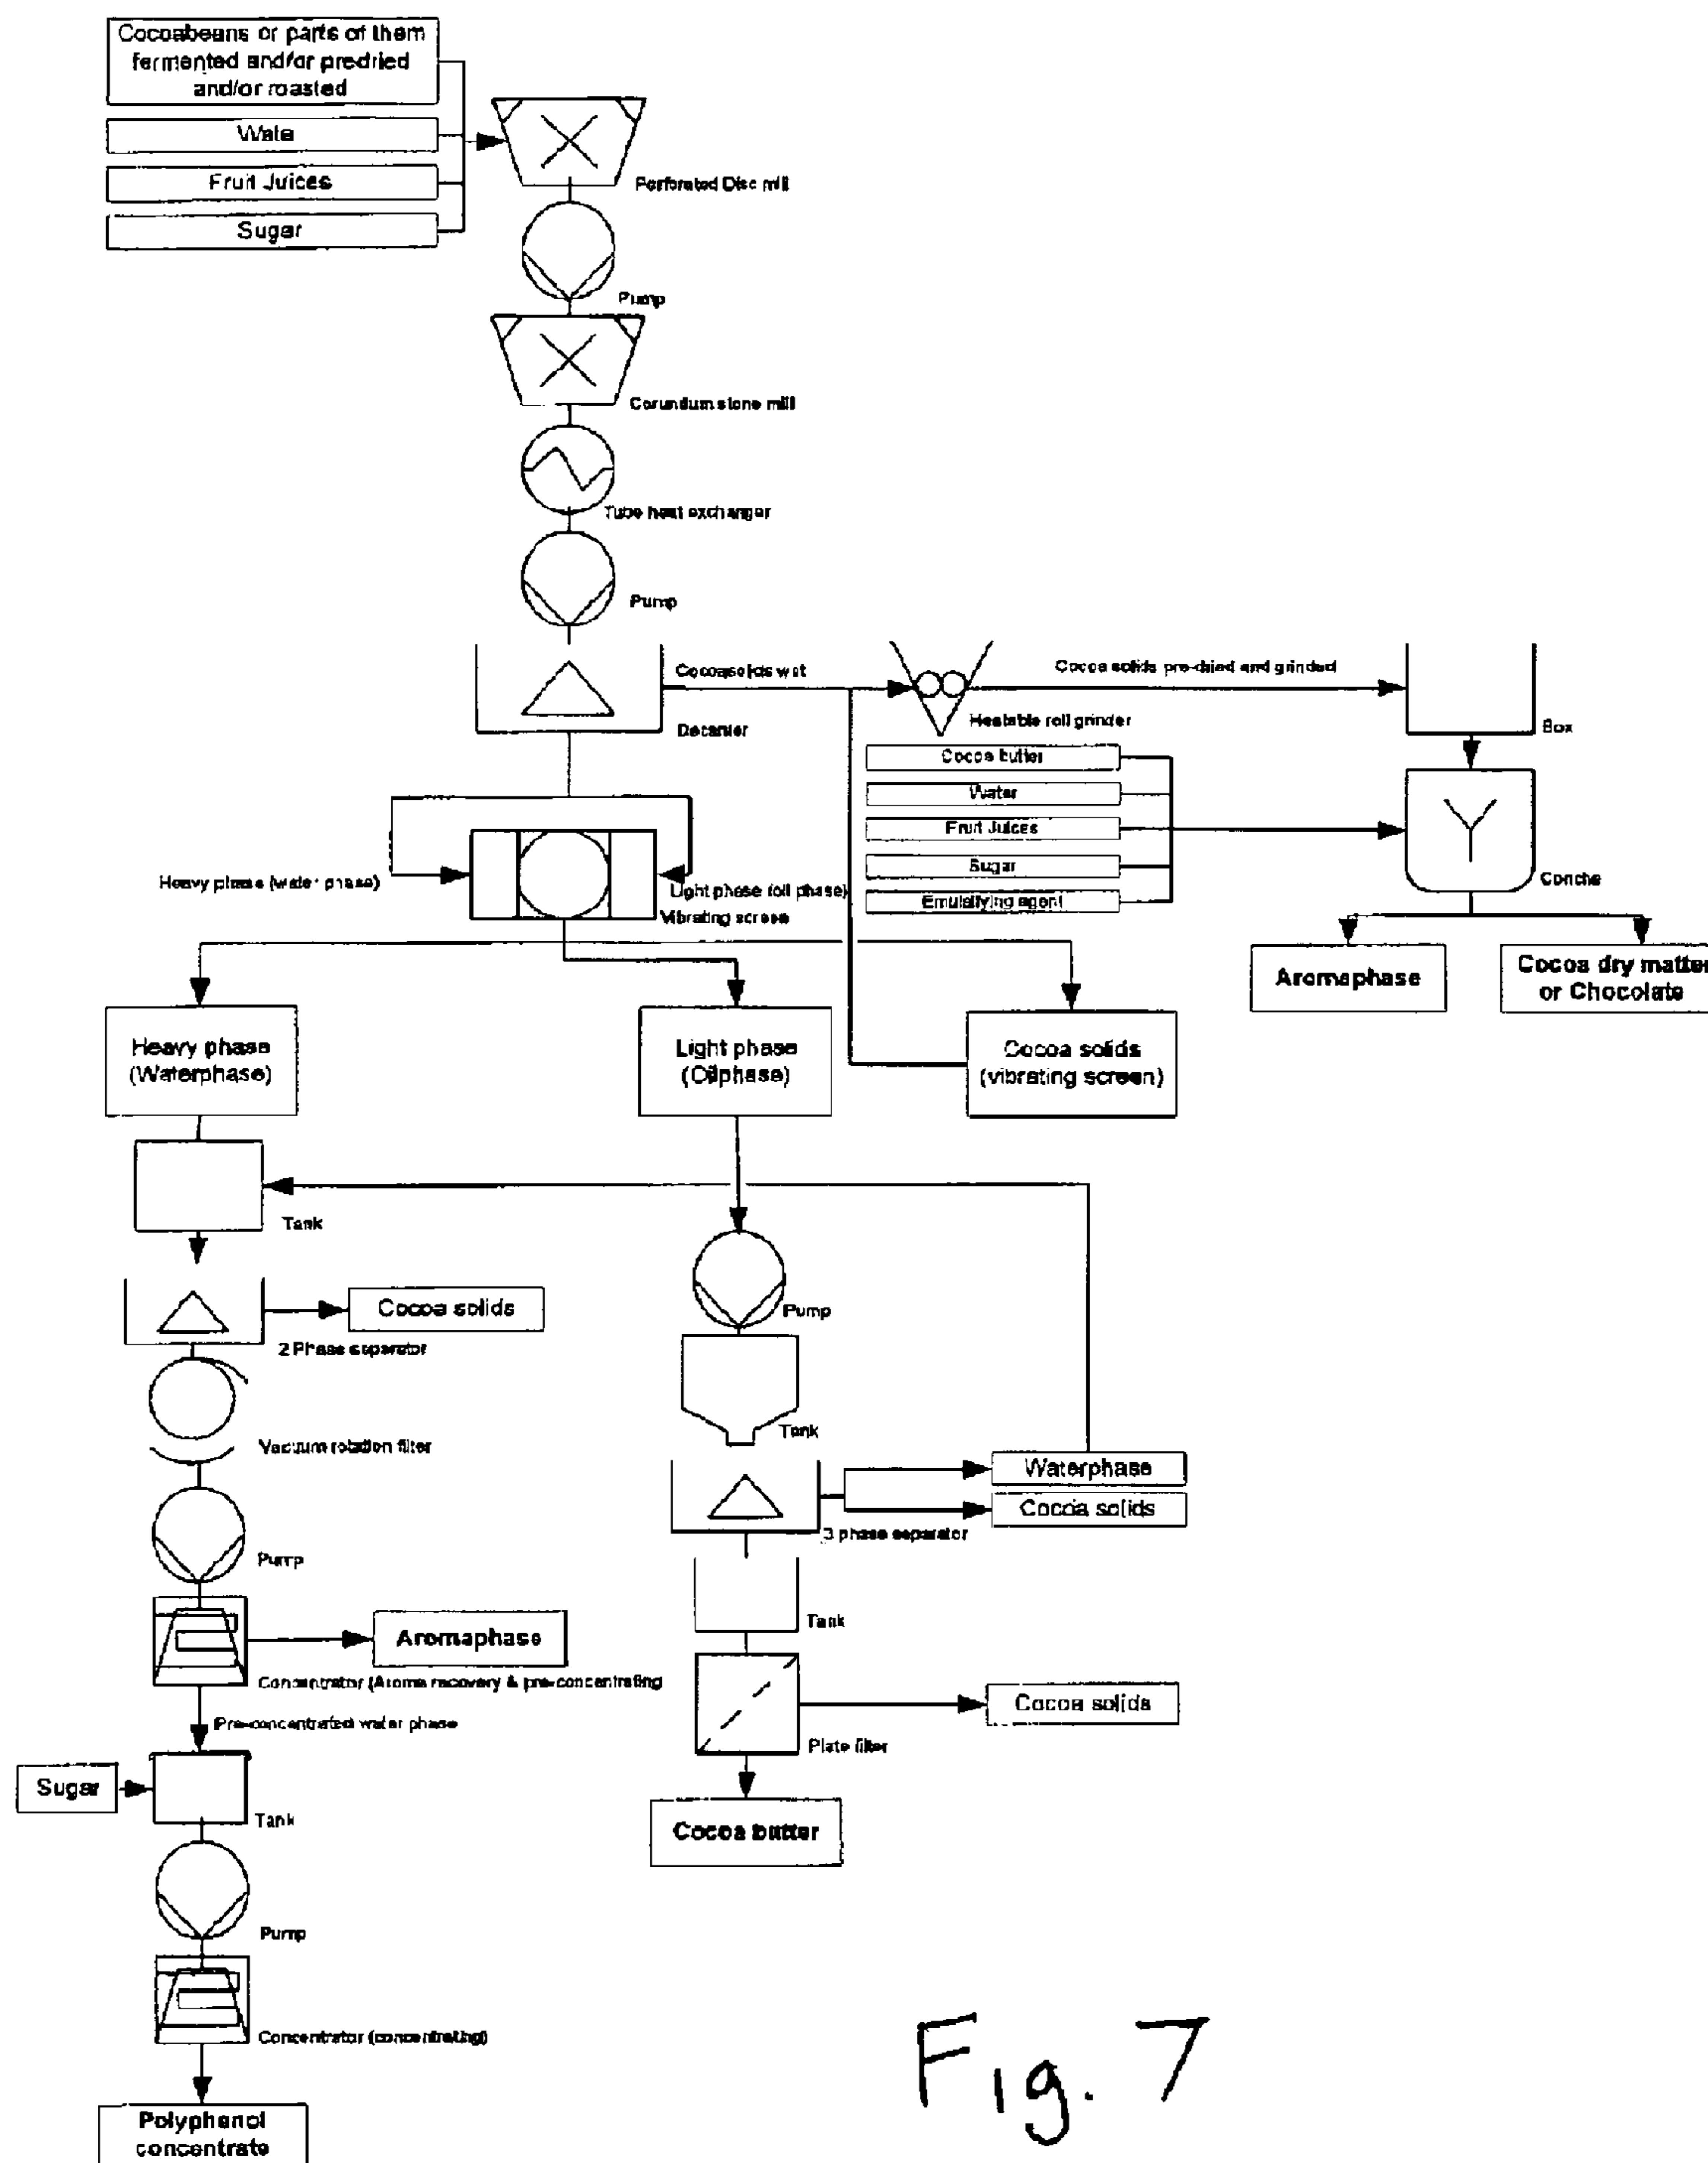 Cocoabeans or parts of them
fermented and/or predried
and/or roasted
Wate
Fruit Juices
Sugar
Perforated Disc mill
Pump
Corundum stone mill
Tube heat exchanger
Pump
Cocoasolids wet
Decanter
Heatable roll grinder
Cocoa solids pre-dried and grinded
Box
Cocoa butter
Water
Fruit Juices
Sugar
Emulsifying agent
Conche
Aromaphase
Cocoa dry matter
or Chocolate
Heavy phase (water phase)
Light phase (oil phase)
Vibrating screen
Heavy phase
(Waterphase)
Light phase
(Oilphase)
Cocoa solids
(vibrating screen)
Tank
Cocoa solids
2 Phase separator
Vacuum rotation filter
Pump
Aromaphase
Concentrator (Aroma recovery & pre-concentrating
Pre-concentrated water phase
Sugar
Tank
Pump
Concentrator (concentrating)
Polyphenol
concentrate
Pump
Tank
Waterphase
Cocoa solids
3 phase separator
Tank
Cocoa solids
Plate filter
Cocoa butter
Fig. 7